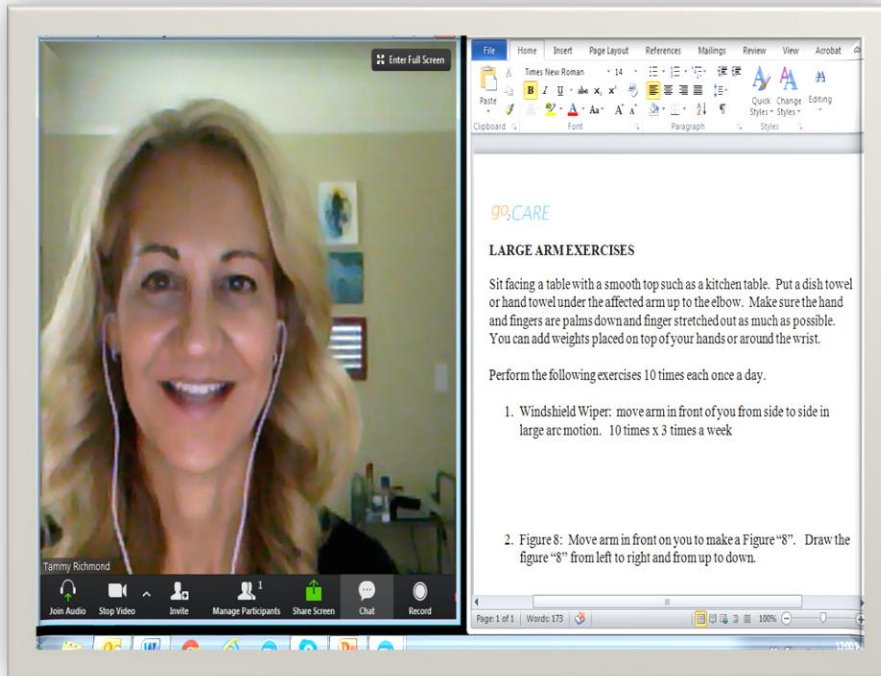 Enter Full Screen
Tammy Richmond
Join Audio
Stop Video
Invite
Manage Participants
1
Share Screen
Chat
Record
File Home Insert Page Layout References Mailings Review View Acrobat
Times New Roman 14
B I U abc x, x²
Aa A A
Paste
Quick Styles
Change Styles
Editing
Clipboard Font Paragraph Styles
go2CARE
LARGE ARM EXERCISES
Sit facing a table with a smooth top such as a kitchen table. Put a dish towel
or hand towel under the affected arm up to the elbow. Make sure the hand
and fingers are palms down and finger stretched out as much as possible.
You can add weights placed on top of your hands or around the wrist.
Perform the following exercises 10 times each once a day.
1. Windshield Wiper: move arm in front of you from side to side in
large arc motion. 10 times x 3 times a week
2. Figure 8: Move arm in front on you to make a Figure “8”. Draw the
figure “8” from left to right and from up to down.
Page: 1 of 1 Words: 173 100%